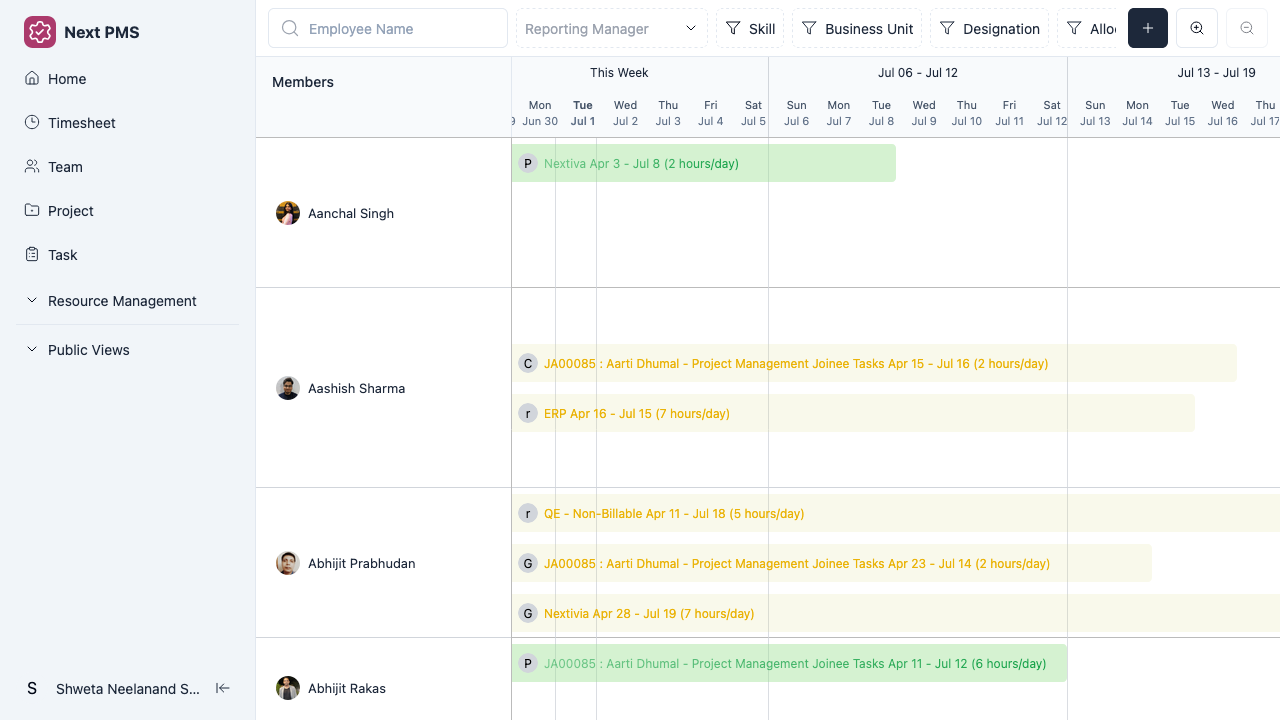 Next PMS
Home
Timesheet
Team
Project
Task
Resource Management
Public Views
S Shweta Neelanand S...
Employee Name
Reporting Manager
Skill
Business Unit
Designation
Allo
Members
This Week
Jul 06 - Jul 12
Jul 13 - Jul 19
Mon Tue Wed Thu Fri Sat Sun Mon Tue Wed Thu Fri Sat Sun Mon Tue Wed Thu
9 Jun 30 Jul 1 Jul 2 Jul 3 Jul 4 Jul 5 Jul 6 Jul 7 Jul 8 Jul 9 Jul 10 Jul 11 Jul 12 Jul 13 Jul 14 Jul 15 Jul 16 Jul 17
Aanchal Singh
P Nextiva Apr 3 - Jul 8 (2 hours/day)
Aashish Sharma
C JA00085 : Aarti Dhumal - Project Management Joinee Tasks Apr 15 - Jul 16 (2 hours/day)
r ERP Apr 16 - Jul 15 (7 hours/day)
Abhijit Prabhudan
r QE - Non-Billable Apr 11 - Jul 18 (5 hours/day)
G JA00085 : Aarti Dhumal - Project Management Joinee Tasks Apr 23 - Jul 14 (2 hours/day)
G Nextivia Apr 28 - Jul 19 (7 hours/day)
Abhijit Rakas
P JA00085 : Aarti Dhumal - Project Management Joinee Tasks Apr 11 - Jul 12 (6 hours/day)